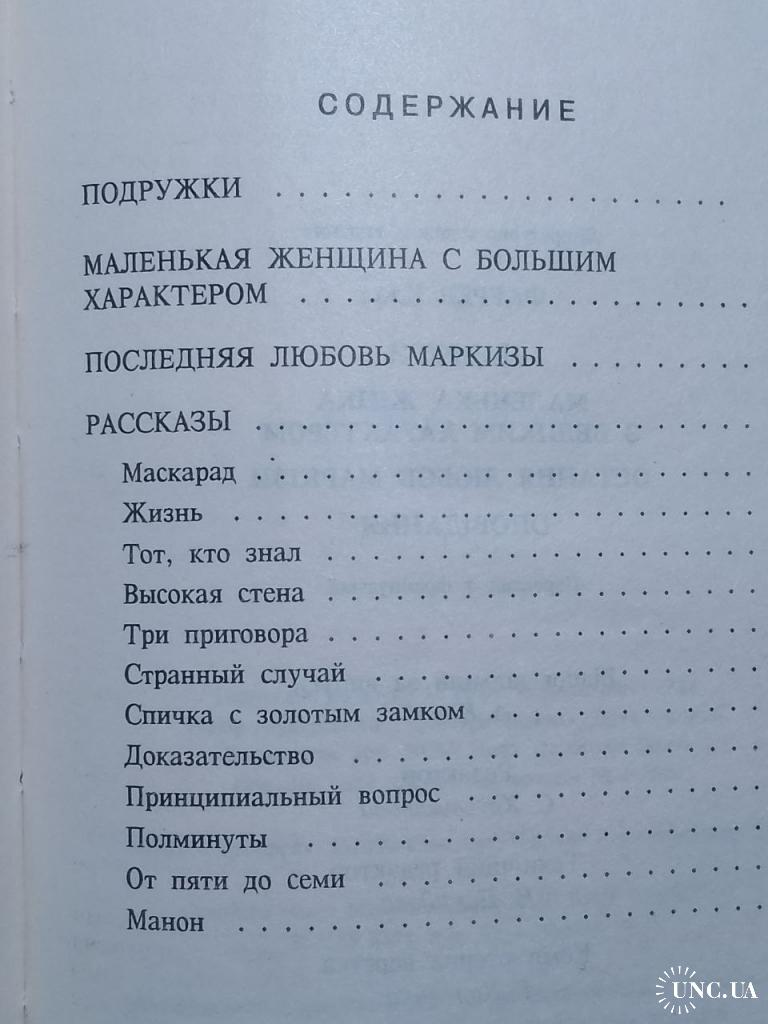 СОДЕРЖАНИЕ
ПОДРУЖКИ . . . . . . . . . . . . . . . . . . . . .
МАЛЕНЬКАЯ ЖЕНЩИНА С БОЛЬШИМ
ХАРАКТЕРОМ . . . . . . . . . . . . . . . . . . . . .
ПОСЛЕДНЯЯ ЛЮБОВЬ МАРКИЗЫ . . . . . . . . .
РАССКАЗЫ . . . . . . . . . . . . . . . . . . . . . . .
Маскарад . . . . . . . . . . . . . . . . . . . . . . .
Жизнь . . . . . . . . . . . . . . . . . . . . . . . .
Тот, кто знал . . . . . . . . . . . . . . . . . . . .
Высокая стена . . . . . . . . . . . . . . . . . . . .
Три приговора . . . . . . . . . . . . . . . . . . . .
Странный случай . . . . . . . . . . . . . . . . . .
Спичка с золотым замком . . . . . . . . . . . . .
Доказательство . . . . . . . . . . . . . . . . . . .
Принципиальный вопрос . . . . . . . . . . . . . .
Полминуты . . . . . . . . . . . . . . . . . . . . .
От пяти до семи . . . . . . . . . . . . . . . . . .
Манон . . . . . . . . . . . . . . . . . . . . . . . .
UNC.UA